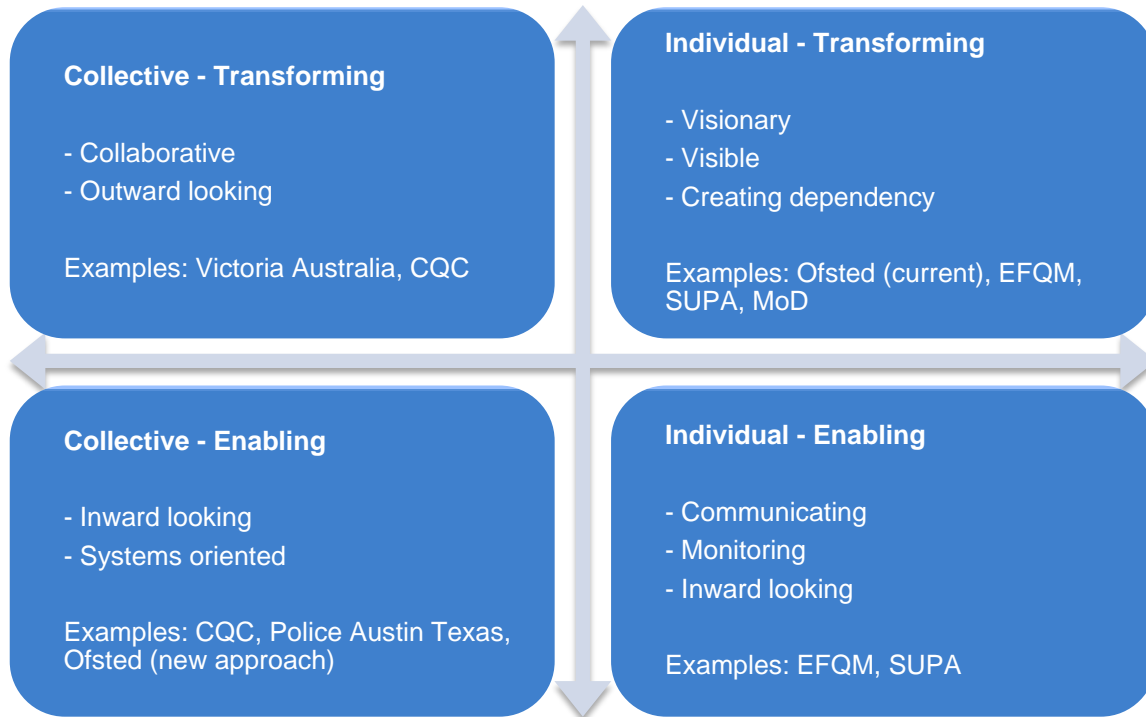 Collective - Transforming
- Collaborative
- Outward looking
Examples: Victoria Australia, CQC
Individual - Transforming
- Visionary
- Visible
- Creating dependency
Examples: Ofsted (current), EFQM,
SUPA, MoD
Collective - Enabling
- Inward looking
- Systems oriented
Examples: CQC, Police Austin Texas,
Ofsted (new approach)
Individual - Enabling
- Communicating
- Monitoring
- Inward looking
Examples: EFQM, SUPA